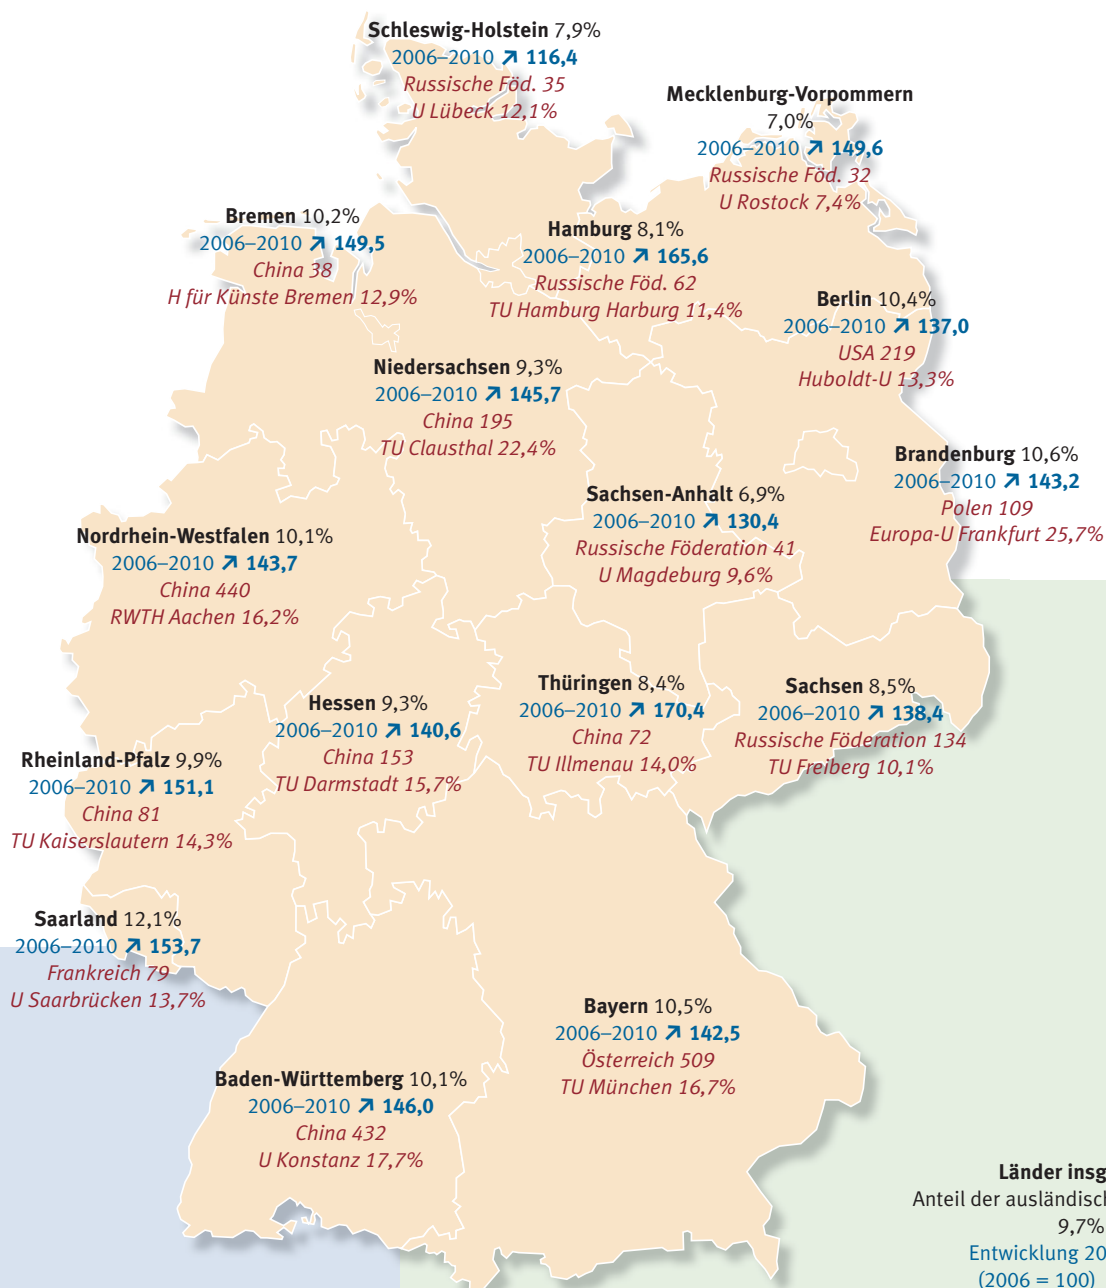 Schleswig-Holstein 7,9%
2006–2010 ↗ 116,4
Russische Föd. 35
U Lübeck 12,1%
Mecklenburg-Vorpommern
7,0%
2006–2010 ↗ 149,6
Russische Föd. 32
U Rostock 7,4%
Bremen 10,2%
2006–2010 ↗ 149,5
China 38
H für Künste Bremen 12,9%
Hamburg 8,1%
2006–2010 ↗ 165,6
Russische Föd. 62
TU Hamburg Harburg 11,4%
Berlin 10,4%
2006–2010 ↗ 137,0
USA 219
Huboldt-U 13,3%
Niedersachsen 9,3%
2006–2010 ↗ 145,7
China 195
TU Clausthal 22,4%
Brandenburg 10,6%
2006–2010 ↗ 143,2
Polen 109
Europa-U Frankfurt 25,7%
Sachsen-Anhalt 6,9%
2006–2010 ↗ 130,4
Russische Föderation 41
U Magdeburg 9,6%
Nordrhein-Westfalen 10,1%
2006–2010 ↗ 143,7
China 440
RWTH Aachen 16,2%
Thüringen 8,4%
2006–2010 ↗ 170,4
China 72
TU Illmenau 14,0%
Sachsen 8,5%
2006–2010 ↗ 138,4
Russische Föderation 134
TU Freiberg 10,1%
Hessen 9,3%
2006–2010 ↗ 140,6
China 153
TU Darmstadt 15,7%
Rheinland-Pfalz 9,9%
2006–2010 ↗ 151,1
China 81
TU Kaiserslautern 14,3%
Saarland 12,1%
2006–2010 ↗ 153,7
Frankreich 79
U Saarbrücken 13,7%
Bayern 10,5%
2006–2010 ↗ 142,5
Österreich 509
TU München 16,7%
Baden-Württemberg 10,1%
2006–2010 ↗ 146,0
China 432
U Konstanz 17,7%
Länder insg
Anteil der ausländisch
9,7%
Entwicklung 20
(2006 = 100)